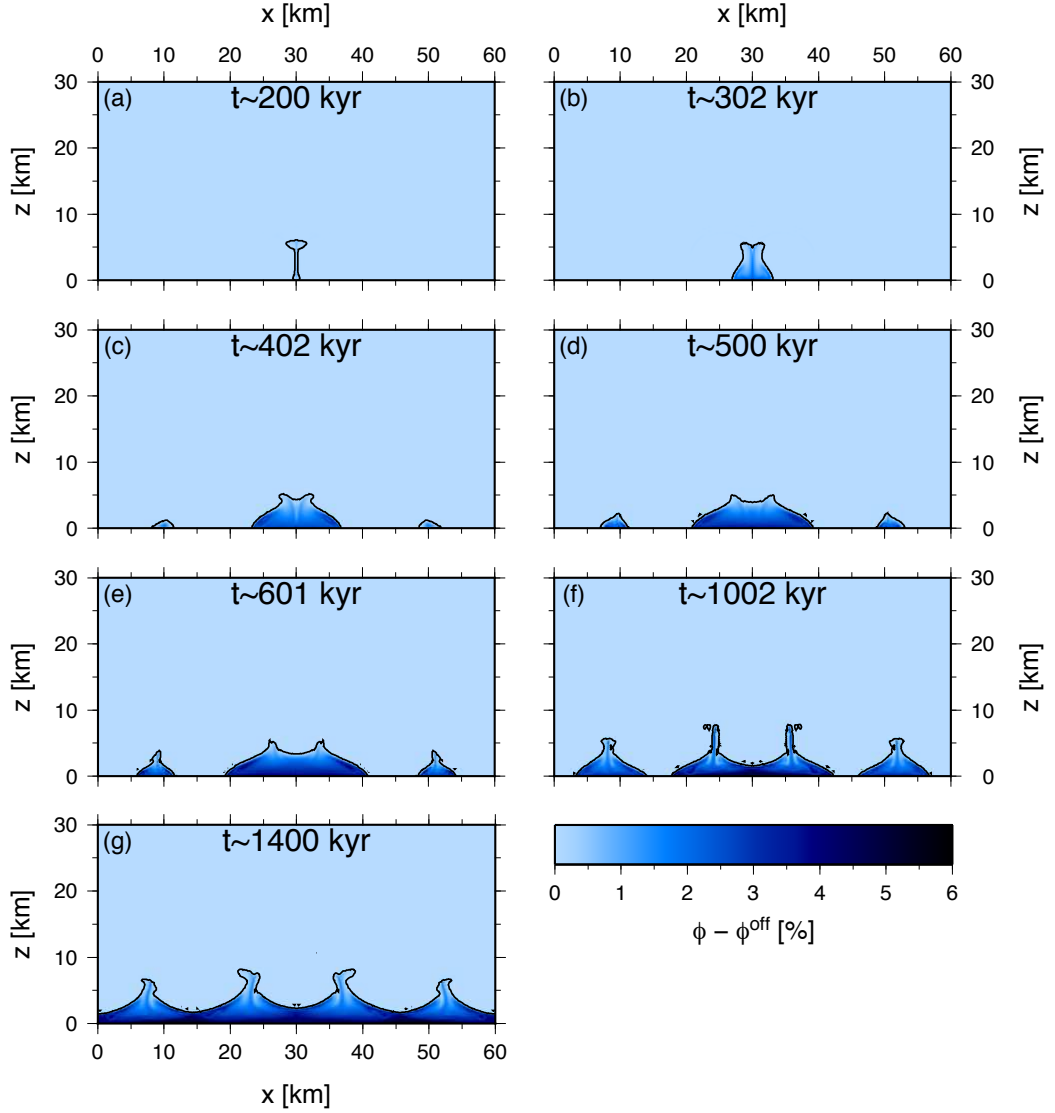 x [km] x [km]
0 10 20 30 40 50 60 0 10 20 30 40 50 60
30 (a) t~200 kyr (b) t~302 kyr 30
z [km] 20 20 z [km]
10 10
0 0
30 (c) t~402 kyr (d) t~500 kyr 30
z [km] 20 20 z [km]
10 10
0 0
30 (e) t~601 kyr (f) t~1002 kyr 30
z [km] 20 20 z [km]
10 10
0 0
30 (g) t~1400 kyr
z [km] 20
10
0
0 10 20 30 40 50 60
x [km]
0 1 2 3 4 5 6
ϕ − ϕ^off [%]